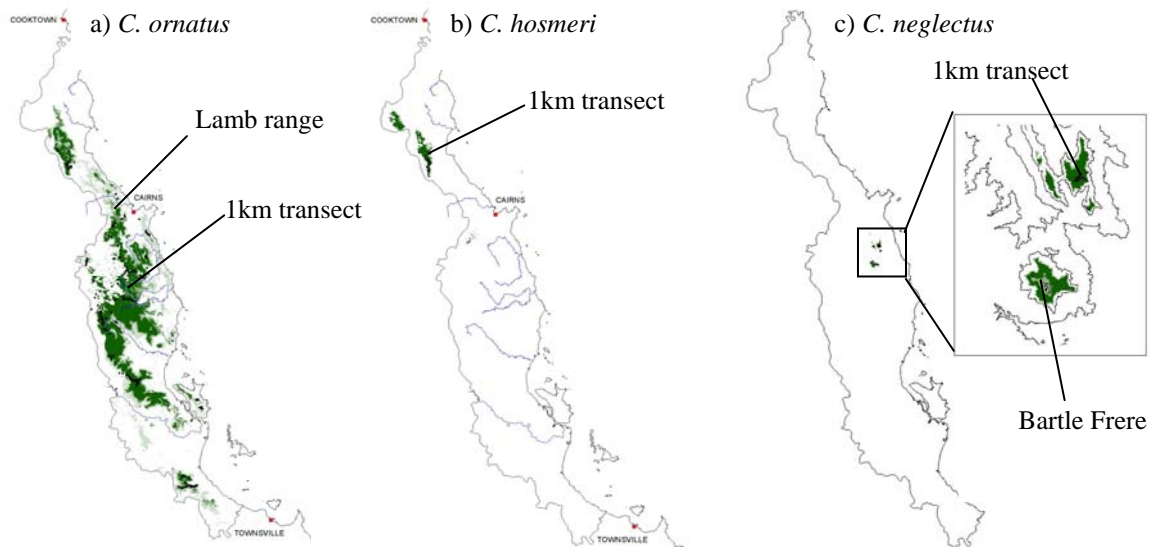 a) C. ornatus
COOKTOWN
Lamb range
CAIRNS
1km transect
TOWNSVILLE
b) C. hosmeri
COOKTOWN
1km transect
CAIRNS
TOWNSVILLE
c) C. neglectus
1km transect
Bartle Frere